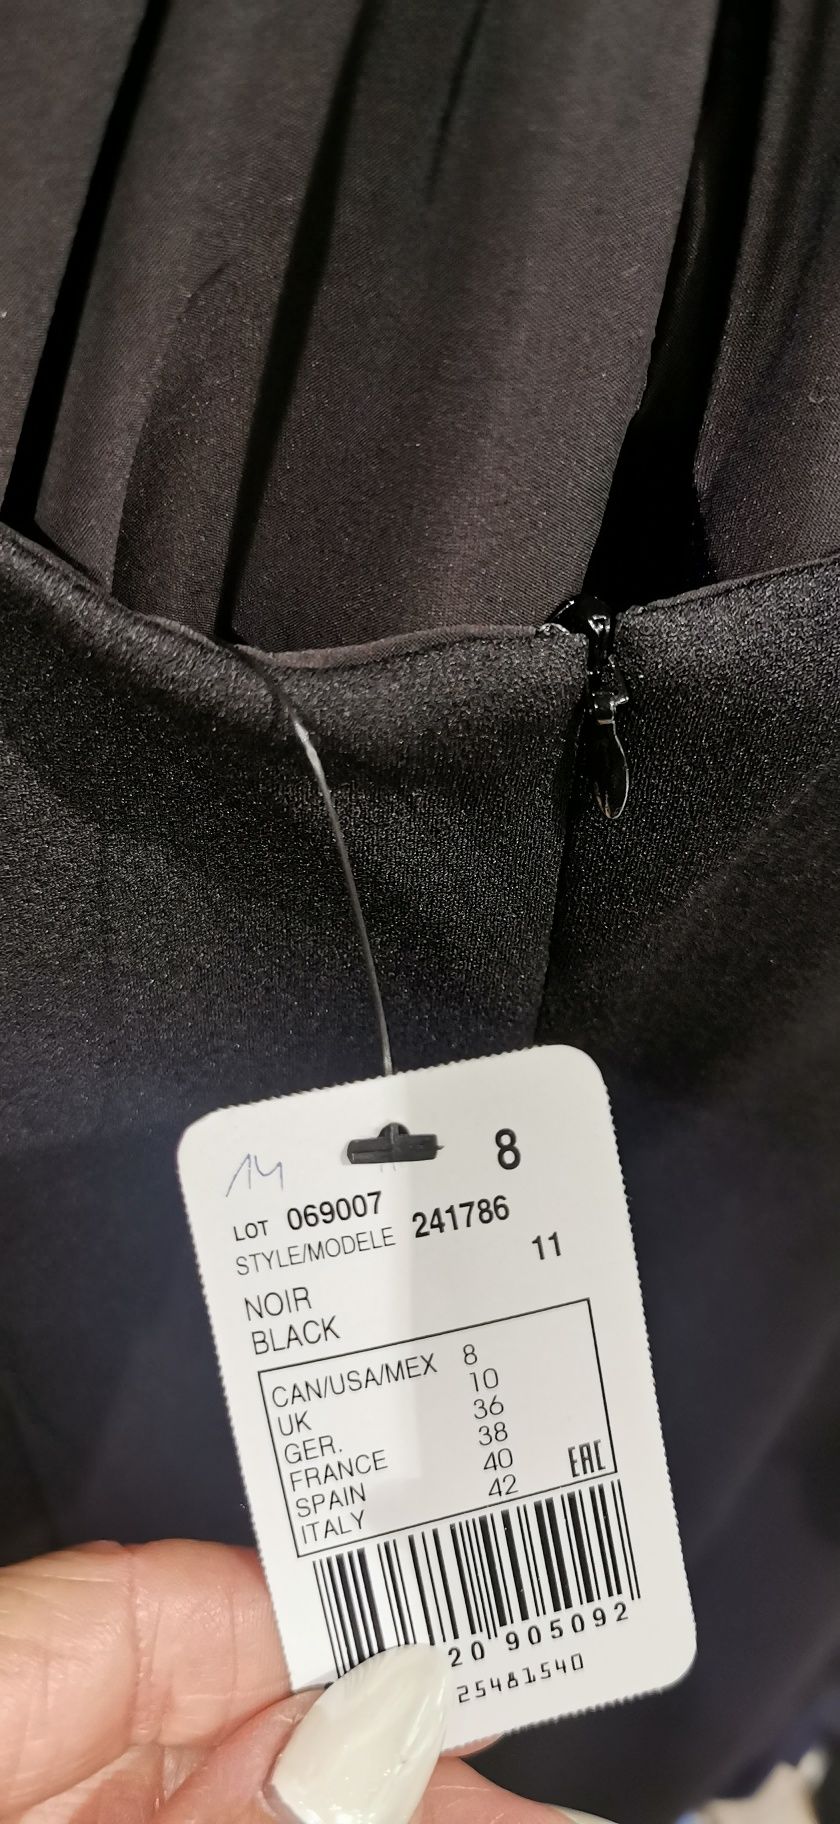 14
8
LOT 069007
STYLE/MODELE 241786
11
NOIR
BLACK
CAN/USA/MEX 8
UK 10
GER. 36
FRANCE 38
SPAIN 40
ITALY 42
EAC
20 905092
25481540